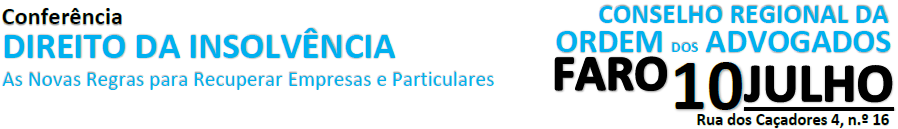 Conferência
DIREITO DA INSOLVÊNCIA
As Novas Regras para Recuperar Empresas e Particulares
CONSELHO REGIONAL DA
ORDEM DOS ADVOGADOS
FARO 10 JULHO
Rua dos Caçadores 4, n.º 16